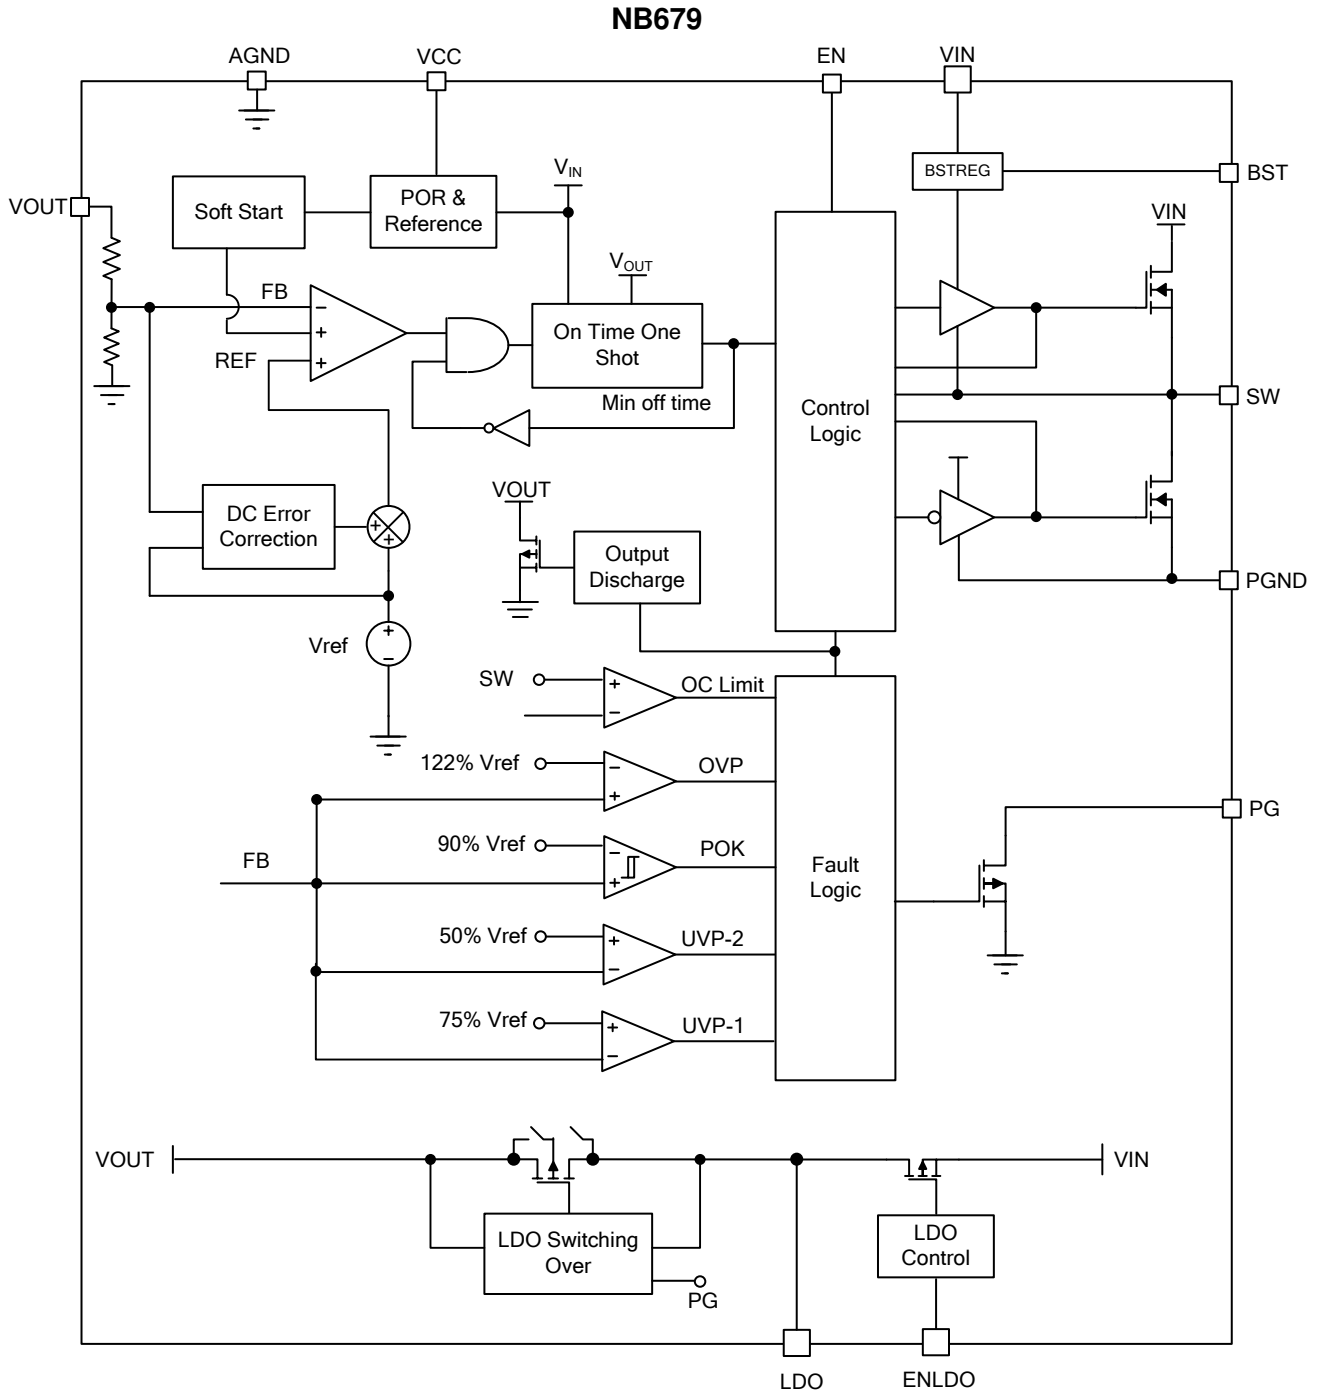 NB679
AGND
VCC
EN
VIN
BSTREG
BST
VOUT
Soft Start
POR &
Reference
VIN
VIN
VOUT
FB
−
+
REF
+
On Time One
Shot
Min off time
Control
Logic
SW
DC Error
Correction
+
+
VOUT
Output
Discharge
PGND
Vref
+
−
SW
+
−
OC Limit
122% Vref
−
+
OVP
PG
90% Vref
−
+
POK
FB
Fault
Logic
50% Vref
+
−
UVP-2
75% Vref
+
−
UVP-1
VOUT
VIN
LDO Switching
Over
PG
LDO
Control
LDO
ENLDO